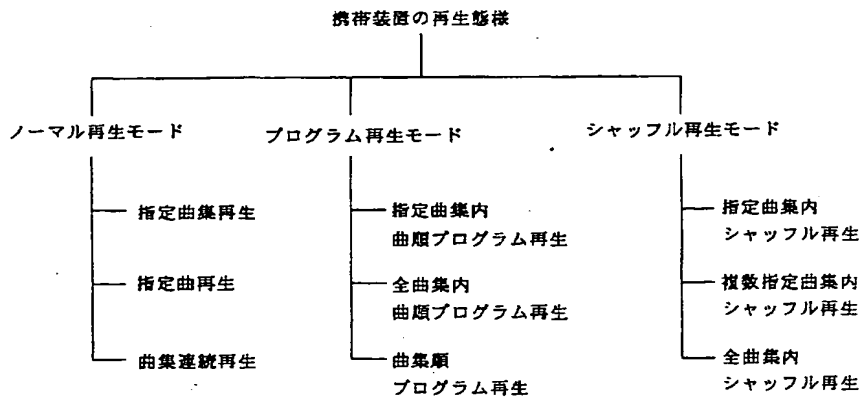 携帯装置の再生態様
ノーマル再生モード
プログラム再生モード
シャッフル再生モード
指定曲集再生
指定曲再生
曲集連続再生
指定曲集内
曲順プログラム再生
全曲集内
曲順プログラム再生
曲集順
プログラム再生
指定曲集内
シャッフル再生
複数指定曲集内
シャッフル再生
全曲集内
シャッフル再生